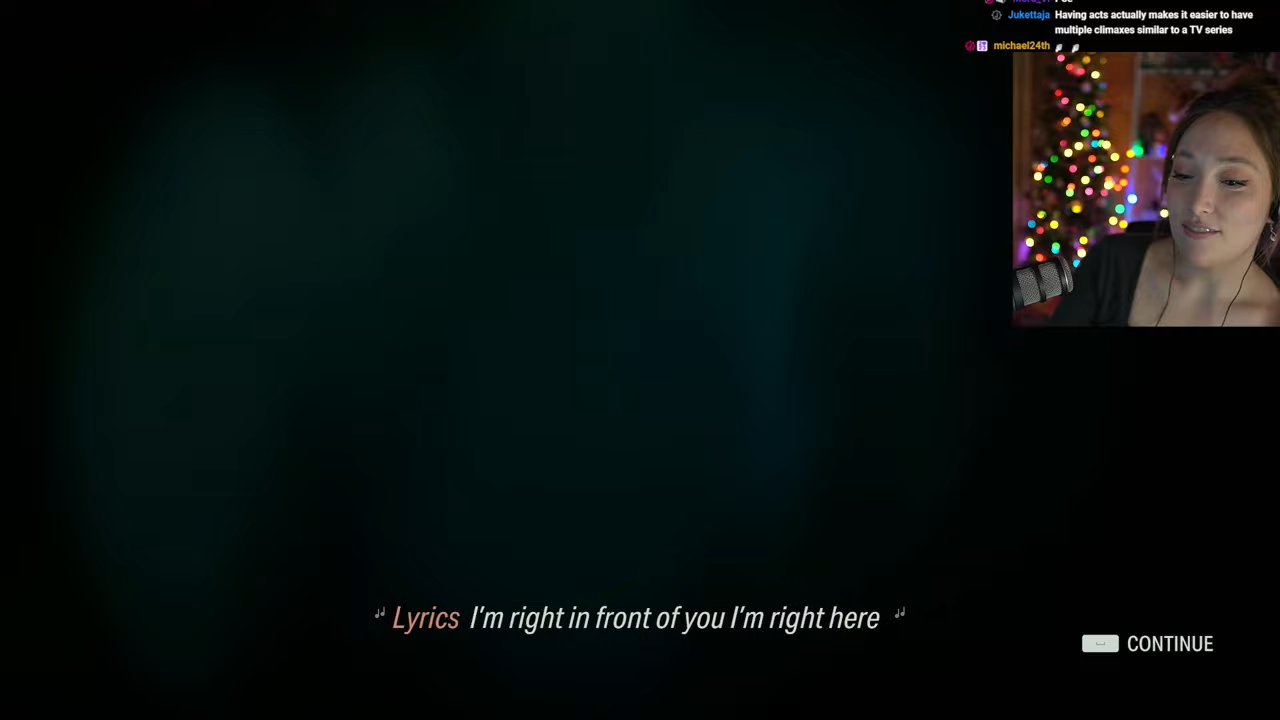 Jukettaja Having acts actually makes it easier to have
multiple climaxes similar to a TV series
michael24th
Lyrics I'm right in front of you I'm right here
CONTINUE